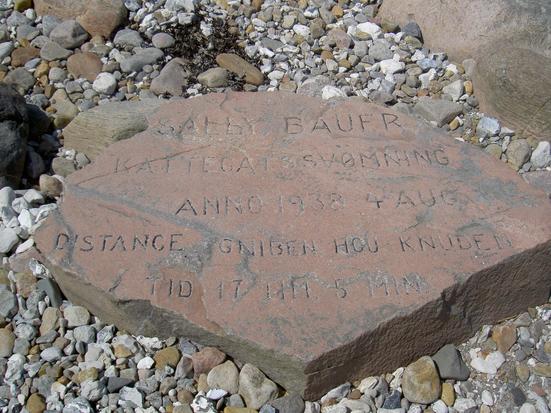 SALLY BAUER
KATTEGATSSVØMNING
ANNO 1938 4 AUG.
DISTANCE GNIBEN HOU KNUDEN
TID 17 TIM. 5 MIN.